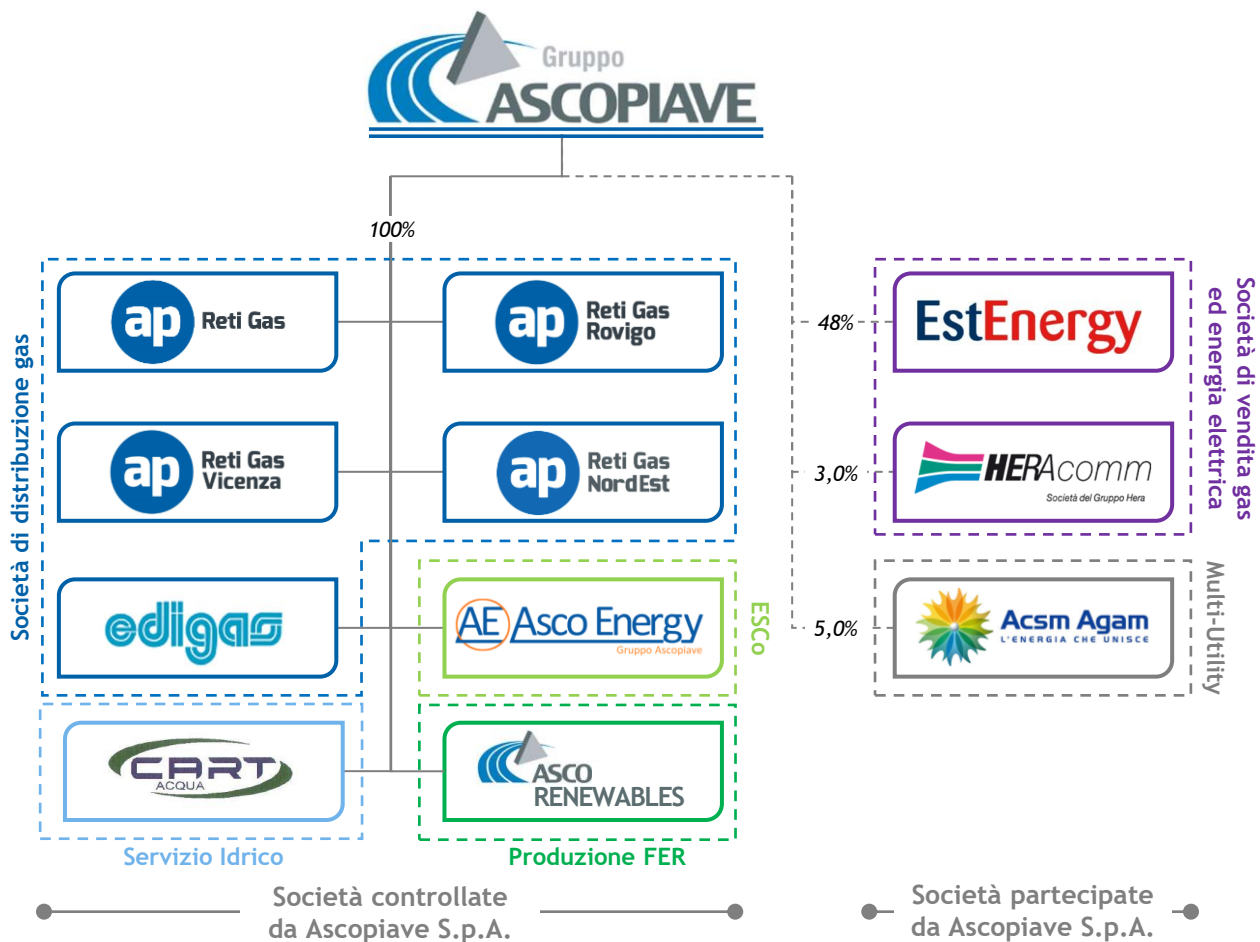 Gruppo
ASCOPIAVE
100%
Società di distribuzione gas
ap Reti Gas
ap Reti Gas
Rovigo
ap Reti Gas
Vicenza
ap Reti Gas
NordEst
edigas
AE Asco Energy
Gruppo Ascopiave
ESCo
CART
ACQUA
Servizio Idrico
ASCO
RENEWABLES
Produzione FER
Società controllate
da Ascopiave S.p.A.
48%
EstEnergy
3,0%
HERAcomm
Società del Gruppo Hera
Società di vendita gas
ed energia elettrica
5,0%
Acsm Agam
L'ENERGIA CHE UNISCE
Multi-Utility
Società partecipate
da Ascopiave S.p.A.